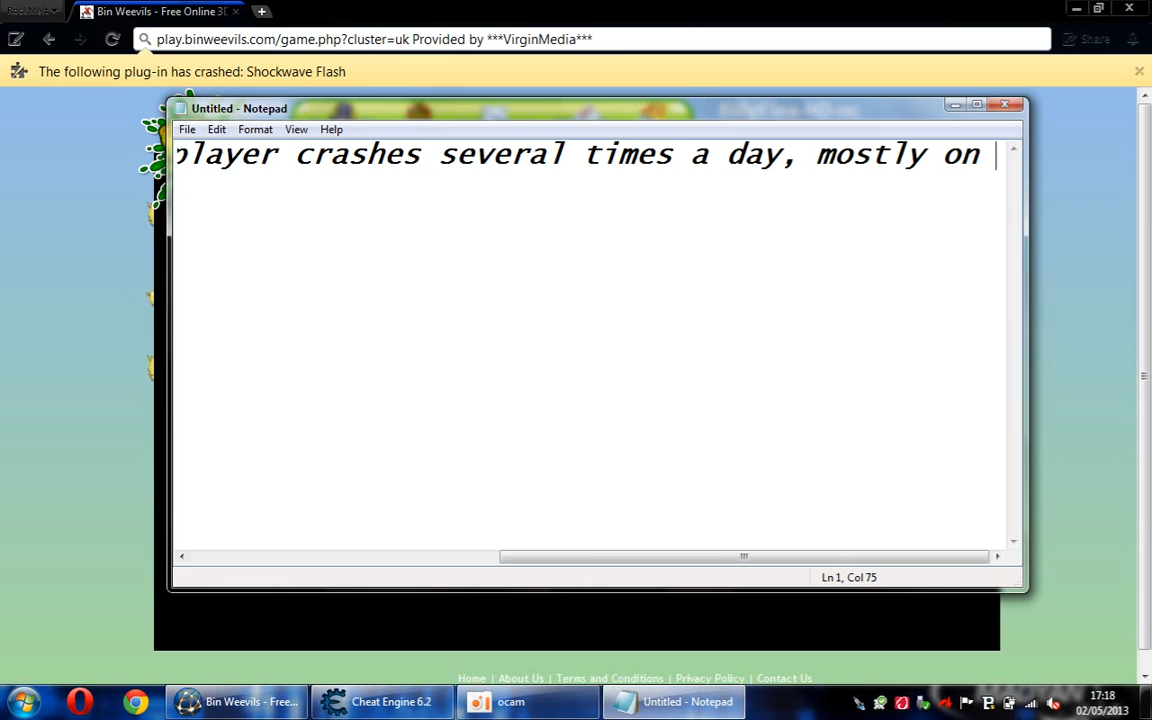 RockMelt
Bin Weevils - Free Online 3D
play.binweevils.com/game.php?cluster=uk Provided by ***VirginMedia***
Share
The following plug-in has crashed: Shockwave Flash
Untitled - Notepad
File Edit Format View Help
player crashes several times a day, mostly on
Ln 1, Col 75
Home | About Us | Terms and Conditions | Privacy Policy | Contact Us
Bin Weevils - Free...
Cheat Engine 6.2
ocam
Untitled - Notepad
17:18
02/05/2013